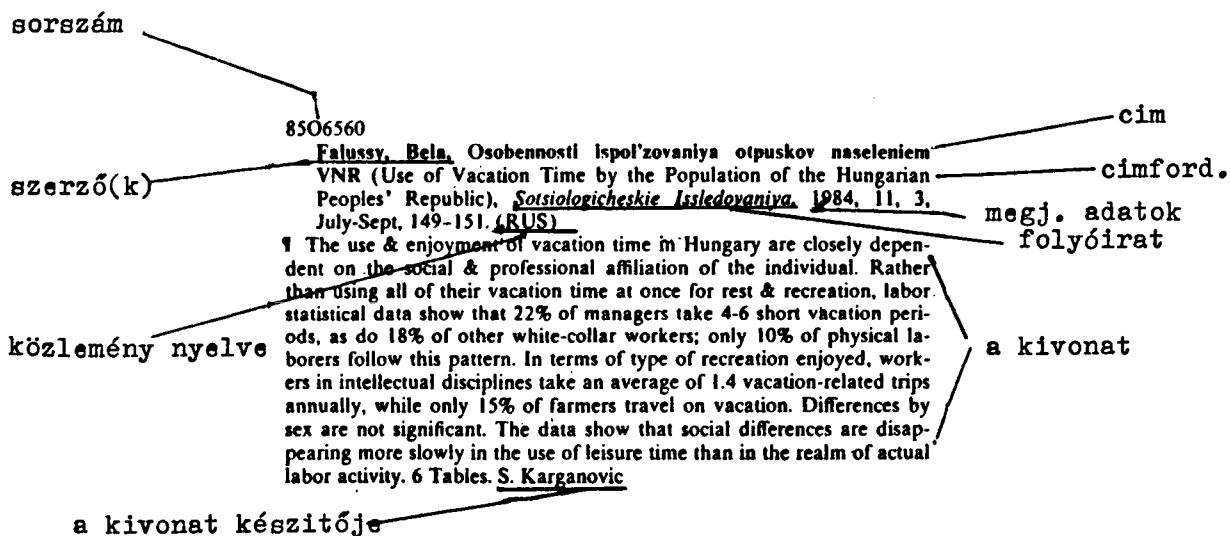 sorszám
8506560
cim
Falussy, Bela, Osobennosti ispol'zovaniya otpuskov naseleniem
VNR (Use of Vacation Time by the Population of the Hungarian
cimford.
szerző(k)
Peoples' Republic), Sotsiologicheskie Issledovaniya, 1984, 11, 3,
megj. adatok
July-Sept, 149-151. (RUS)
folyóirat
¶ The use & enjoyment of vacation time in Hungary are closely depen-
dent on the social & professional affiliation of the individual. Rather
than using all of their vacation time at once for rest & recreation, labor
statistical data show that 22% of managers take 4-6 short vacation peri-
ods, as do 18% of other white-collar workers; only 10% of physical la-
közlemény nyelve
a kivonat
borers follow this pattern. In terms of type of recreation enjoyed, work-
ers in intellectual disciplines take an average of 1.4 vacation-related trips
annually, while only 15% of farmers travel on vacation. Differences by
sex are not significant. The data show that social differences are disap-
pearing more slowly in the use of leisure time than in the realm of actual
labor activity. 6 Tables. S. Karganovic
a kivonat készitője